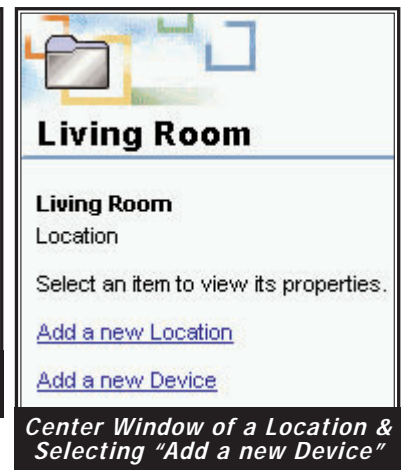 Living Room
Living Room
Location
Select an item to view its properties.
Add a new Location
Add a new Device
Center Window of a Location &
Selecting “Add a new Device”